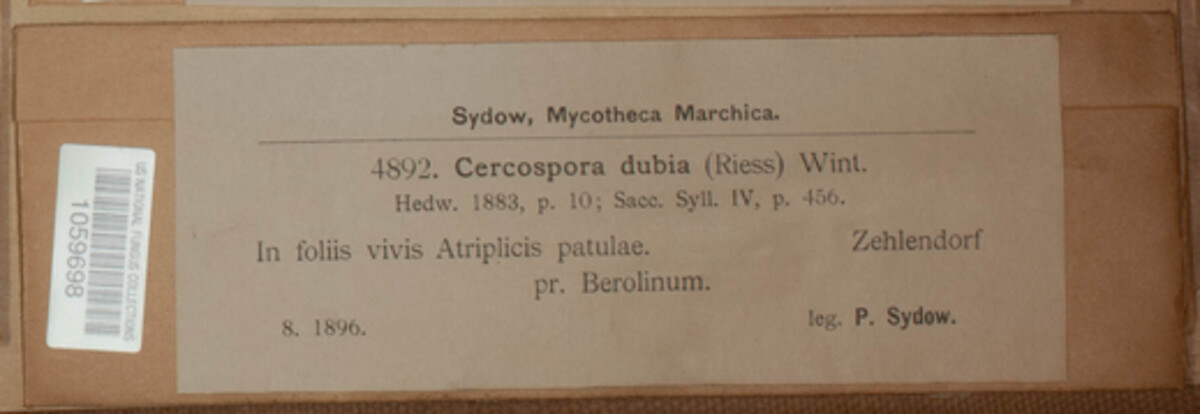 Sydow, Mycotheca Marchica.
4892. Cercospora dubia (Riess) Wint.
Hedw. 1883, p. 10; Sacc. Syll. IV, p. 456.
In foliis vivis Atriplicis patulae. Zehlendorf
pr. Berolinum.
8. 1896. leg. P. Sydow.
US NATIONAL FUNGUS COLLECTIONS
1059698